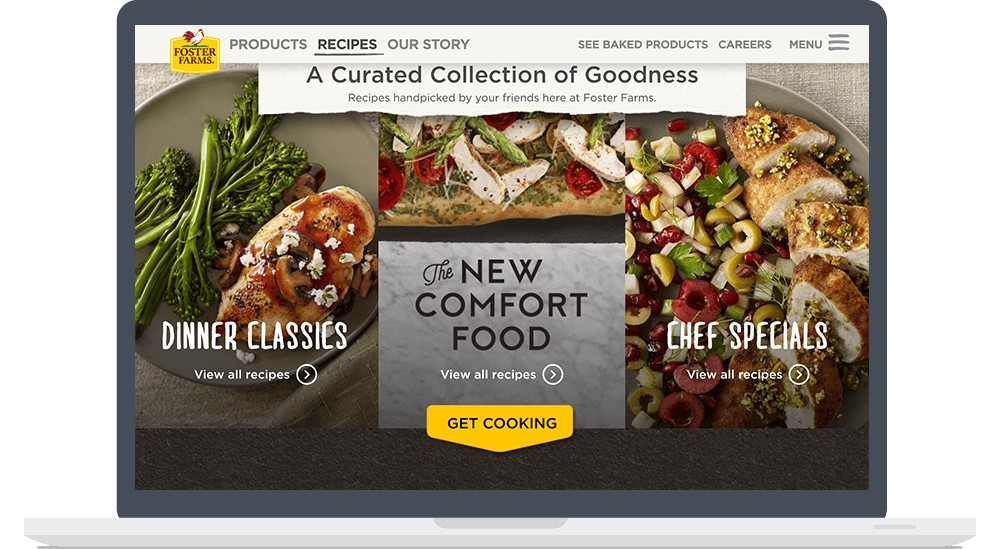 FOSTER
FARMS.
PRODUCTS RECIPES OUR STORY SEE BAKED PRODUCTS CAREERS MENU
A Curated Collection of Goodness
Recipes handpicked by your friends here at Foster Farms.
DINNER CLASSICS
View all recipes
The NEW
COMFORT
FOOD
View all recipes
CHEF SPECIALS
View all recipes
GET COOKING